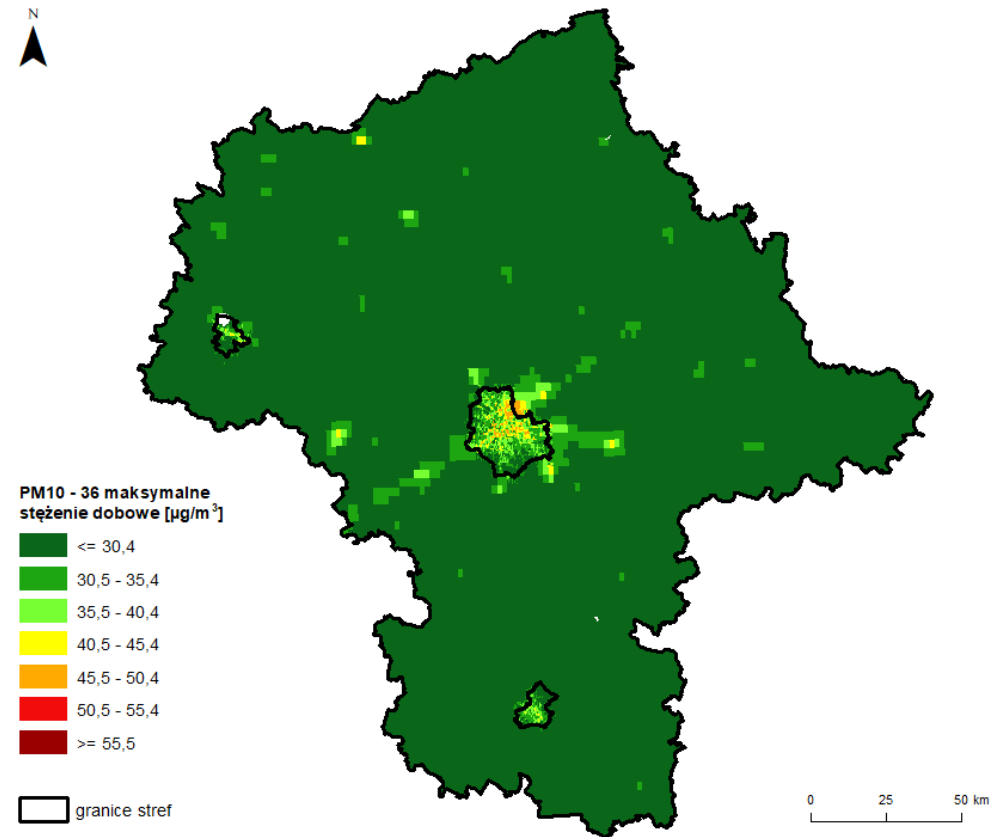 N
PM10 - 36 maksymalne
stężenie dobowe [µg/m³]
<= 30,4
30,5 - 35,4
35,5 - 40,4
40,5 - 45,4
45,5 - 50,4
50,5 - 55,4
>= 55,5
granice stref
0 25 50 km